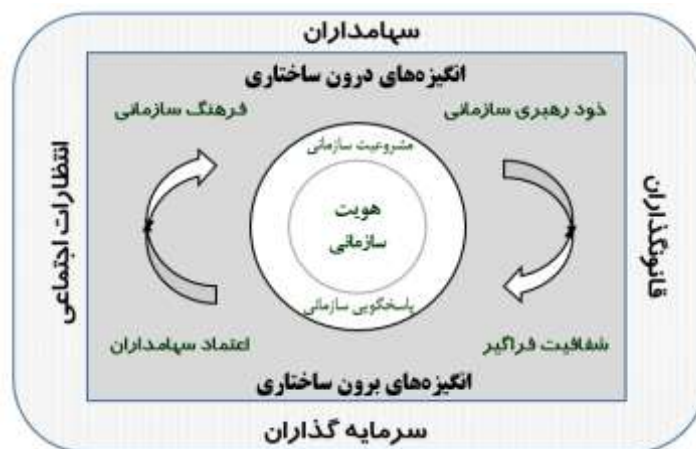 سهامداران
انگیزه‌های درون ساختاری
خود رهبری سازمانی
فرهنگ سازمانی
مشروعیت سازمانی
هویت
سازمانی
پاسخگویی سازمانی
شفافیت فراگیر
اعتماد سهامداران
انگیزه‌های برون ساختاری
سرمایه گذاران
قانونگذاران
انتظارات اجتماعی